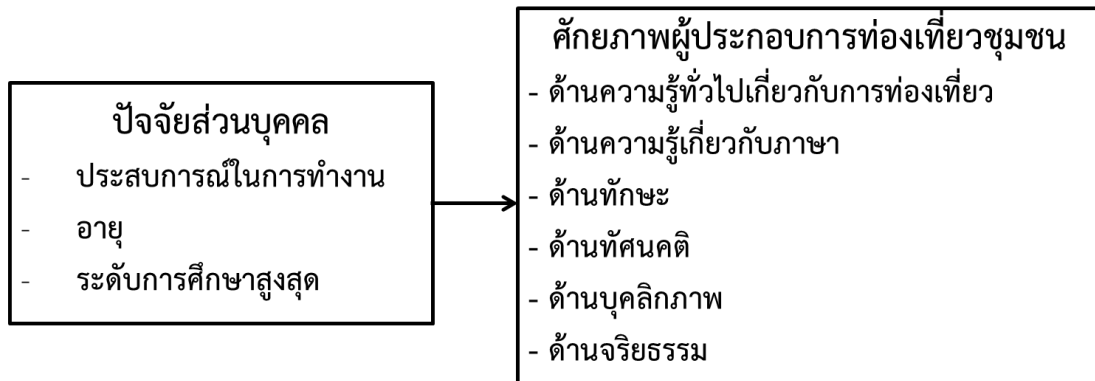 ปัจจัยส่วนบุคคล
- ประสบการณ์ในการทำงาน
- อายุ
- ระดับการศึกษาสูงสุด
ศักยภาพผู้ประกอบการท่องเที่ยวชุมชน
- ด้านความรู้ทั่วไปเกี่ยวกับการท่องเที่ยว
- ด้านความรู้เกี่ยวกับภาษา
- ด้านทักษะ
- ด้านทัศนคติ
- ด้านบุคลิกภาพ
- ด้านจริยธรรม